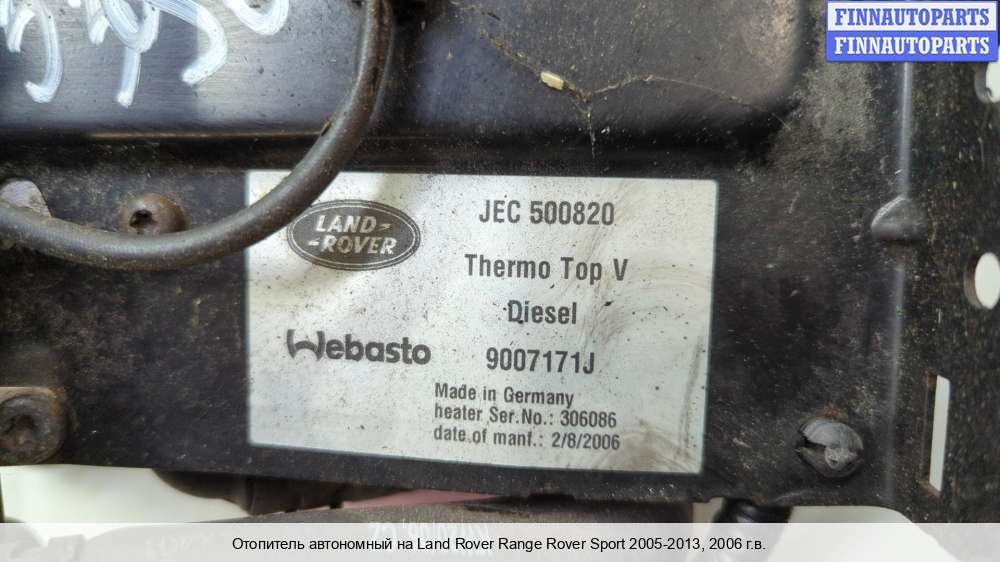 FINNAUTOPARTS
FINNAUTOPARTS
LAND-
-ROVER
JEC 500820
Thermo Top V
Diesel
Webasto
9007171J
Made in Germany
heater Ser.No.: 306086
date of manf.: 2/8/2006
Отопитель автономный на Land Rover Range Rover Sport 2005-2013, 2006 г.в.